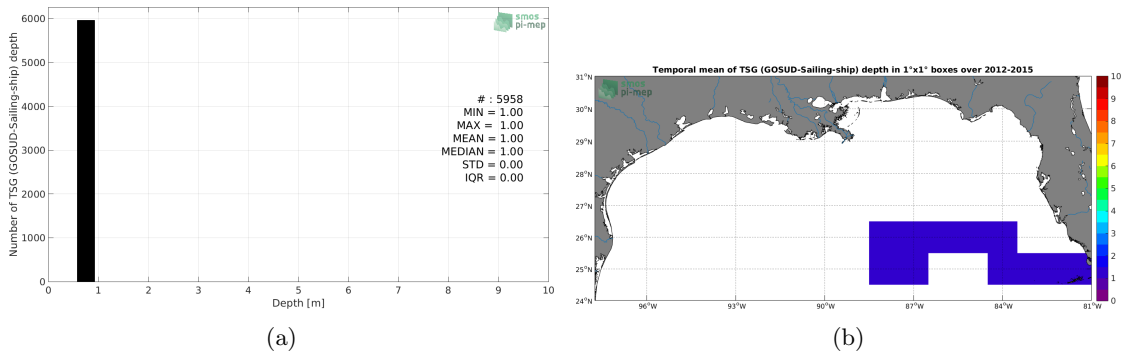 Number of TSG (GOSUD-Sailing-ship) depth
6000
5000
4000
3000
2000
1000
0
0 1 2 3 4 5 6 7 8 9 10
Depth [m]
smos
pi-mep
# : 5958
MIN = 1.00
MAX = 1.00
MEAN = 1.00
MEDIAN = 1.00
STD = 0.00
IQR = 0.00
(a)
Temporal mean of TSG (GOSUD-Sailing-ship) depth in 1°x1° boxes over 2012-2015
smos
pi-mep
31°N
30°N
29°N
28°N
27°N
26°N
25°N
24°N
96°W 93°W 90°W 87°W 84°W 81°W
10
9
8
7
6
5
4
3
2
1
0
(b)